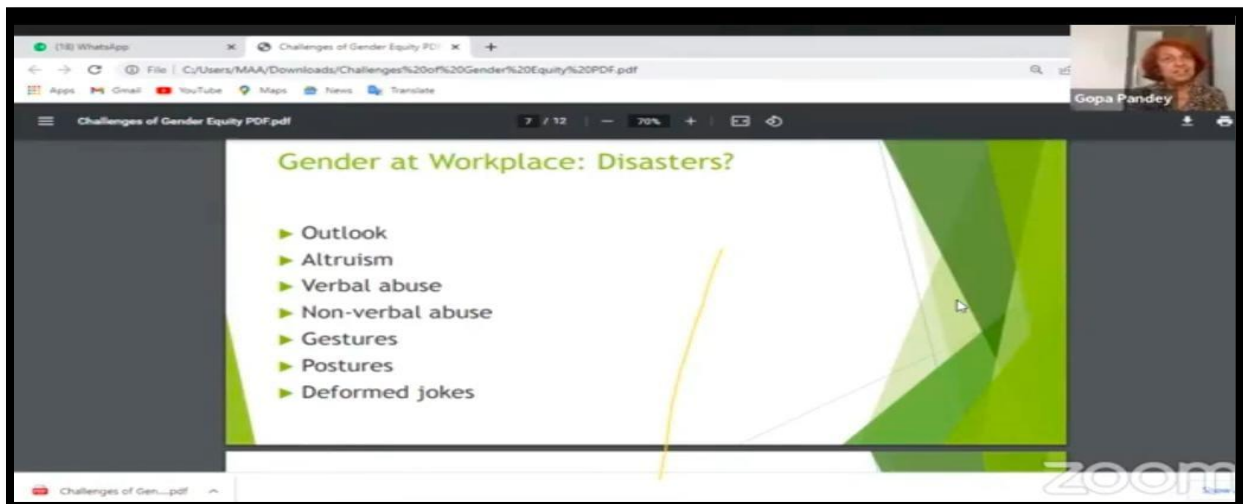 (18) WhatsApp
Challenges of Gender Equity PDF
File | C:/Users/MAA/Downloads/Challenges%20of%20Gender%20Equity%20PDF.pdf
Apps Gmail YouTube Maps News Translate
Gopa Pandey
Challenges of Gender Equity PDF.pdf 7 / 12 70%
Gender at Workplace: Disasters?
Outlook
Altruism
Verbal abuse
Non-verbal abuse
Gestures
Postures
Deformed jokes
zoom
Challenges of Gen....pdf